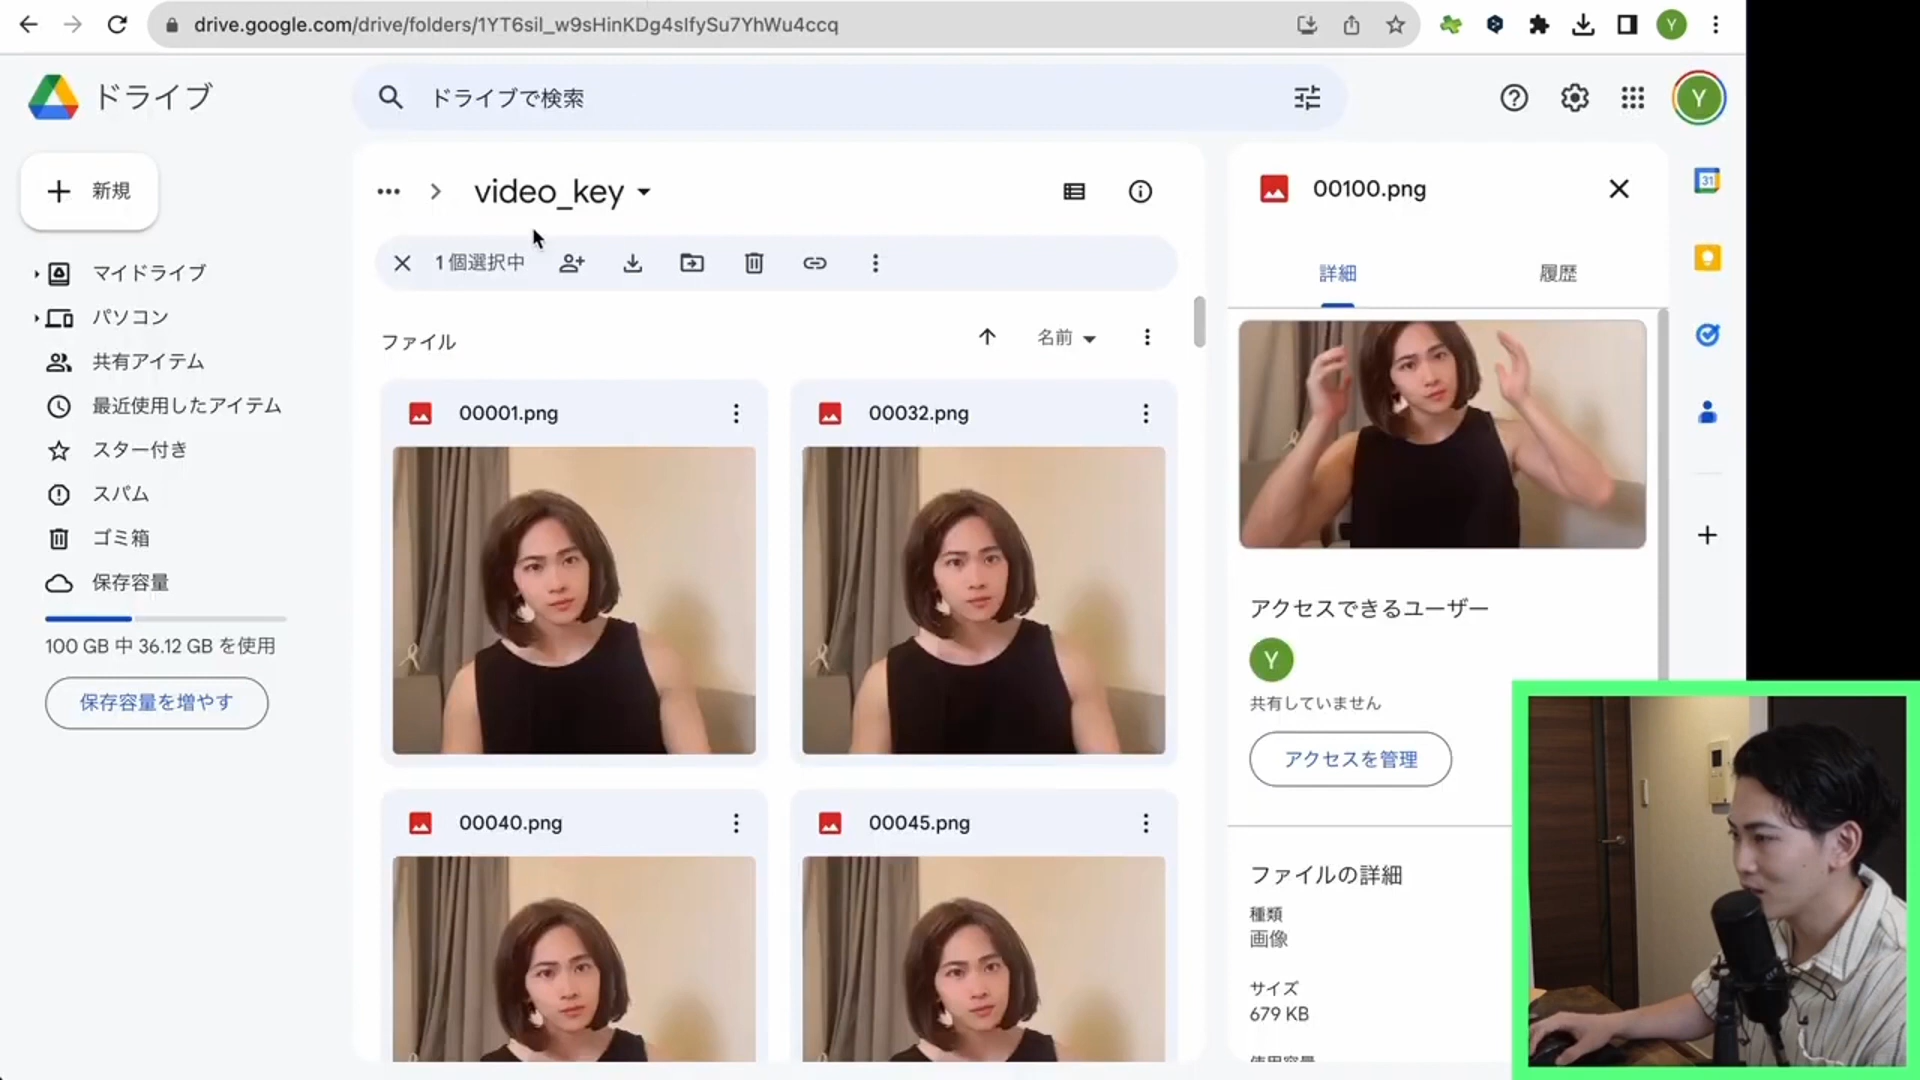 drive.google.com/drive/folders/1YT6sil_w9sHinKDg4sIfySu7YhWu4ccq
Y
ドライブ
ドライブで検索
Y
新規
マイドライブ
パソコン
共有アイテム
最近使用したアイテム
スター付き
スパム
ゴミ箱
保存容量
100 GB 中 36.12 GB を使用
保存容量を増やす
video_key
1 個選択中
ファイル
名前
00001.png
00032.png
00040.png
00045.png
00100.png
詳細
履歴
アクセスできるユーザー
Y
共有していません
アクセスを管理
ファイルの詳細
種類
画像
サイズ
679 KB
31